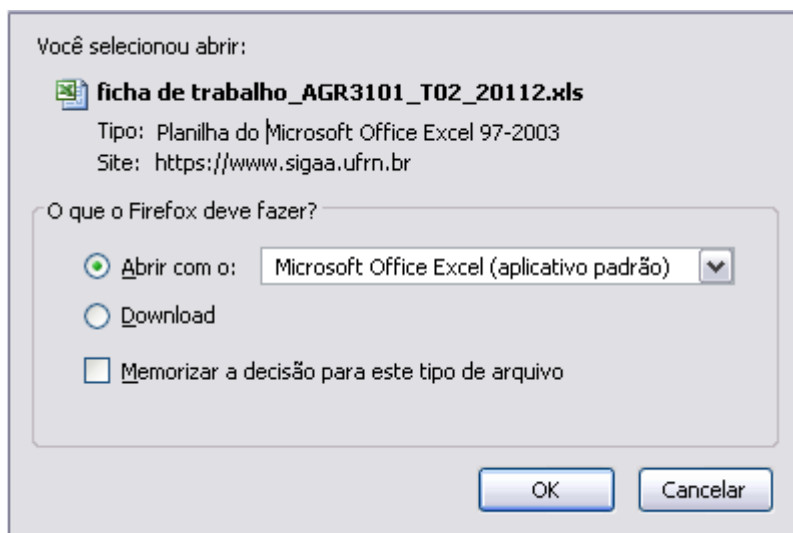 Você selecionou abrir:
ficha de trabalho_AGR3101_T02_20112.xls
Tipo: Planilha do Microsoft Office Excel 97-2003
Site: https://www.sigaa.ufrn.br
O que o Firefox deve fazer?
Abrir com o: Microsoft Office Excel (aplicativo padrão)
Download
Memorizar a decisão para este tipo de arquivo
OK Cancelar